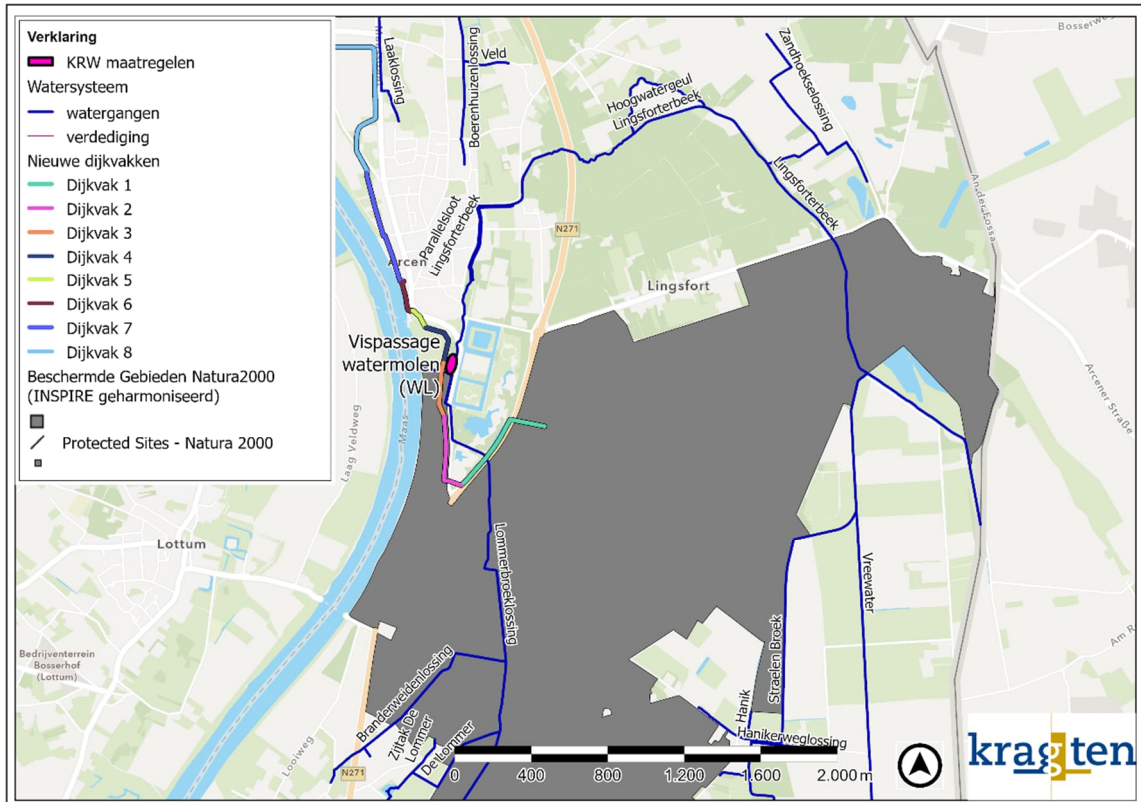 Verklaring
KRW maatregelen
Watersysteem
watergangen
verdediging
Nieuwe dijkvakken
Dijkvak 1
Dijkvak 2
Dijkvak 3
Dijkvak 4
Dijkvak 5
Dijkvak 6
Dijkvak 7
Dijkvak 8
Beschermde Gebieden Natura2000
(INSPIRE geharmoniseerd)
Protected Sites - Natura 2000
Laaklossing
Boerenhuizenlossing
Veld
Hoogwatergeul
Lingsforterbeek
Zandhoekselossing
Parallelsloot
Lingsforterbeek
Arcen
N271
Lingsforterbeek
Lingsfort
An der Fossa
Arcener Straße
Vispassage
watermolen
(WL)
Maas
Laag Veldweg
Lottum
Bedrijventerrein
Bosserhof
(Lottum)
Looiweg
N271
Lommerbroeklossing
Branderweidenlossing
Zijtak De
Lommer
De Lommer
Straelen Broek
Vreewater
Hanik
Hanikerweglossing
0 400 800 1.200 1.600 2.000 m
kragten